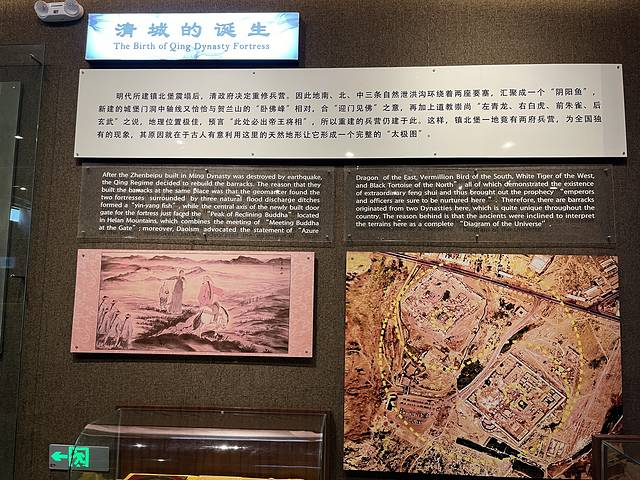 清城的诞生
The Birth of Qing Dynasty Fortress
明代所建镇北堡震塌后，清政府决定重修兵营。因此地南、北、中三条自然泄洪沟环绕着两座要塞，汇聚成一个“阴阳鱼”，
新建的城堡门洞中轴线又恰恰与贺兰山的“卧佛峰”相对，合“迎门见佛”之意，再加上道教崇尚“左青龙、右白虎、前朱雀、后
玄武”之说，地理位置极佳，预言“此处必出帝王将相”，所以重建的兵营仍建于此。这样，镇北堡一地竟有两府兵营，为全国独
有的现象，其原因就在于古人有意利用这里的天然地形让它形成一个完整的“太极图”。
After the Zhenbeipu built in Ming Dynasty was destroyed by earthquake,
the Qing Regime decided to rebuild the barracks. The reason that they
built the barracks at the same place was that the geomancer found the
two fortresses surrounded by three natural flood discharge ditches
formed a "yin-yang fish", while the central axis of the newly built door
gate for the fortress just faced the "Peak of Reclining Buddha" located
in Helan Mountains, which combines the meeting of "Meeting Buddha
at the Gate"; moreover, Daoism advocated the statement of "Azure
Dragon of the East, Vermillion Bird of the South, White Tiger of the West,
and Black Tortoise of the North", all of which demonstrated the existence
of extraordinary feng shui and thus brought out the prophecy "emperors
and officers are sure to be nurtured here". Therefore, there are barracks
originated from two Dynasties here, which is quite unique throughout the
country. The reason behind is that the ancients were inclined to interpret
the terrains here as a complete "Diagram of the Universe".